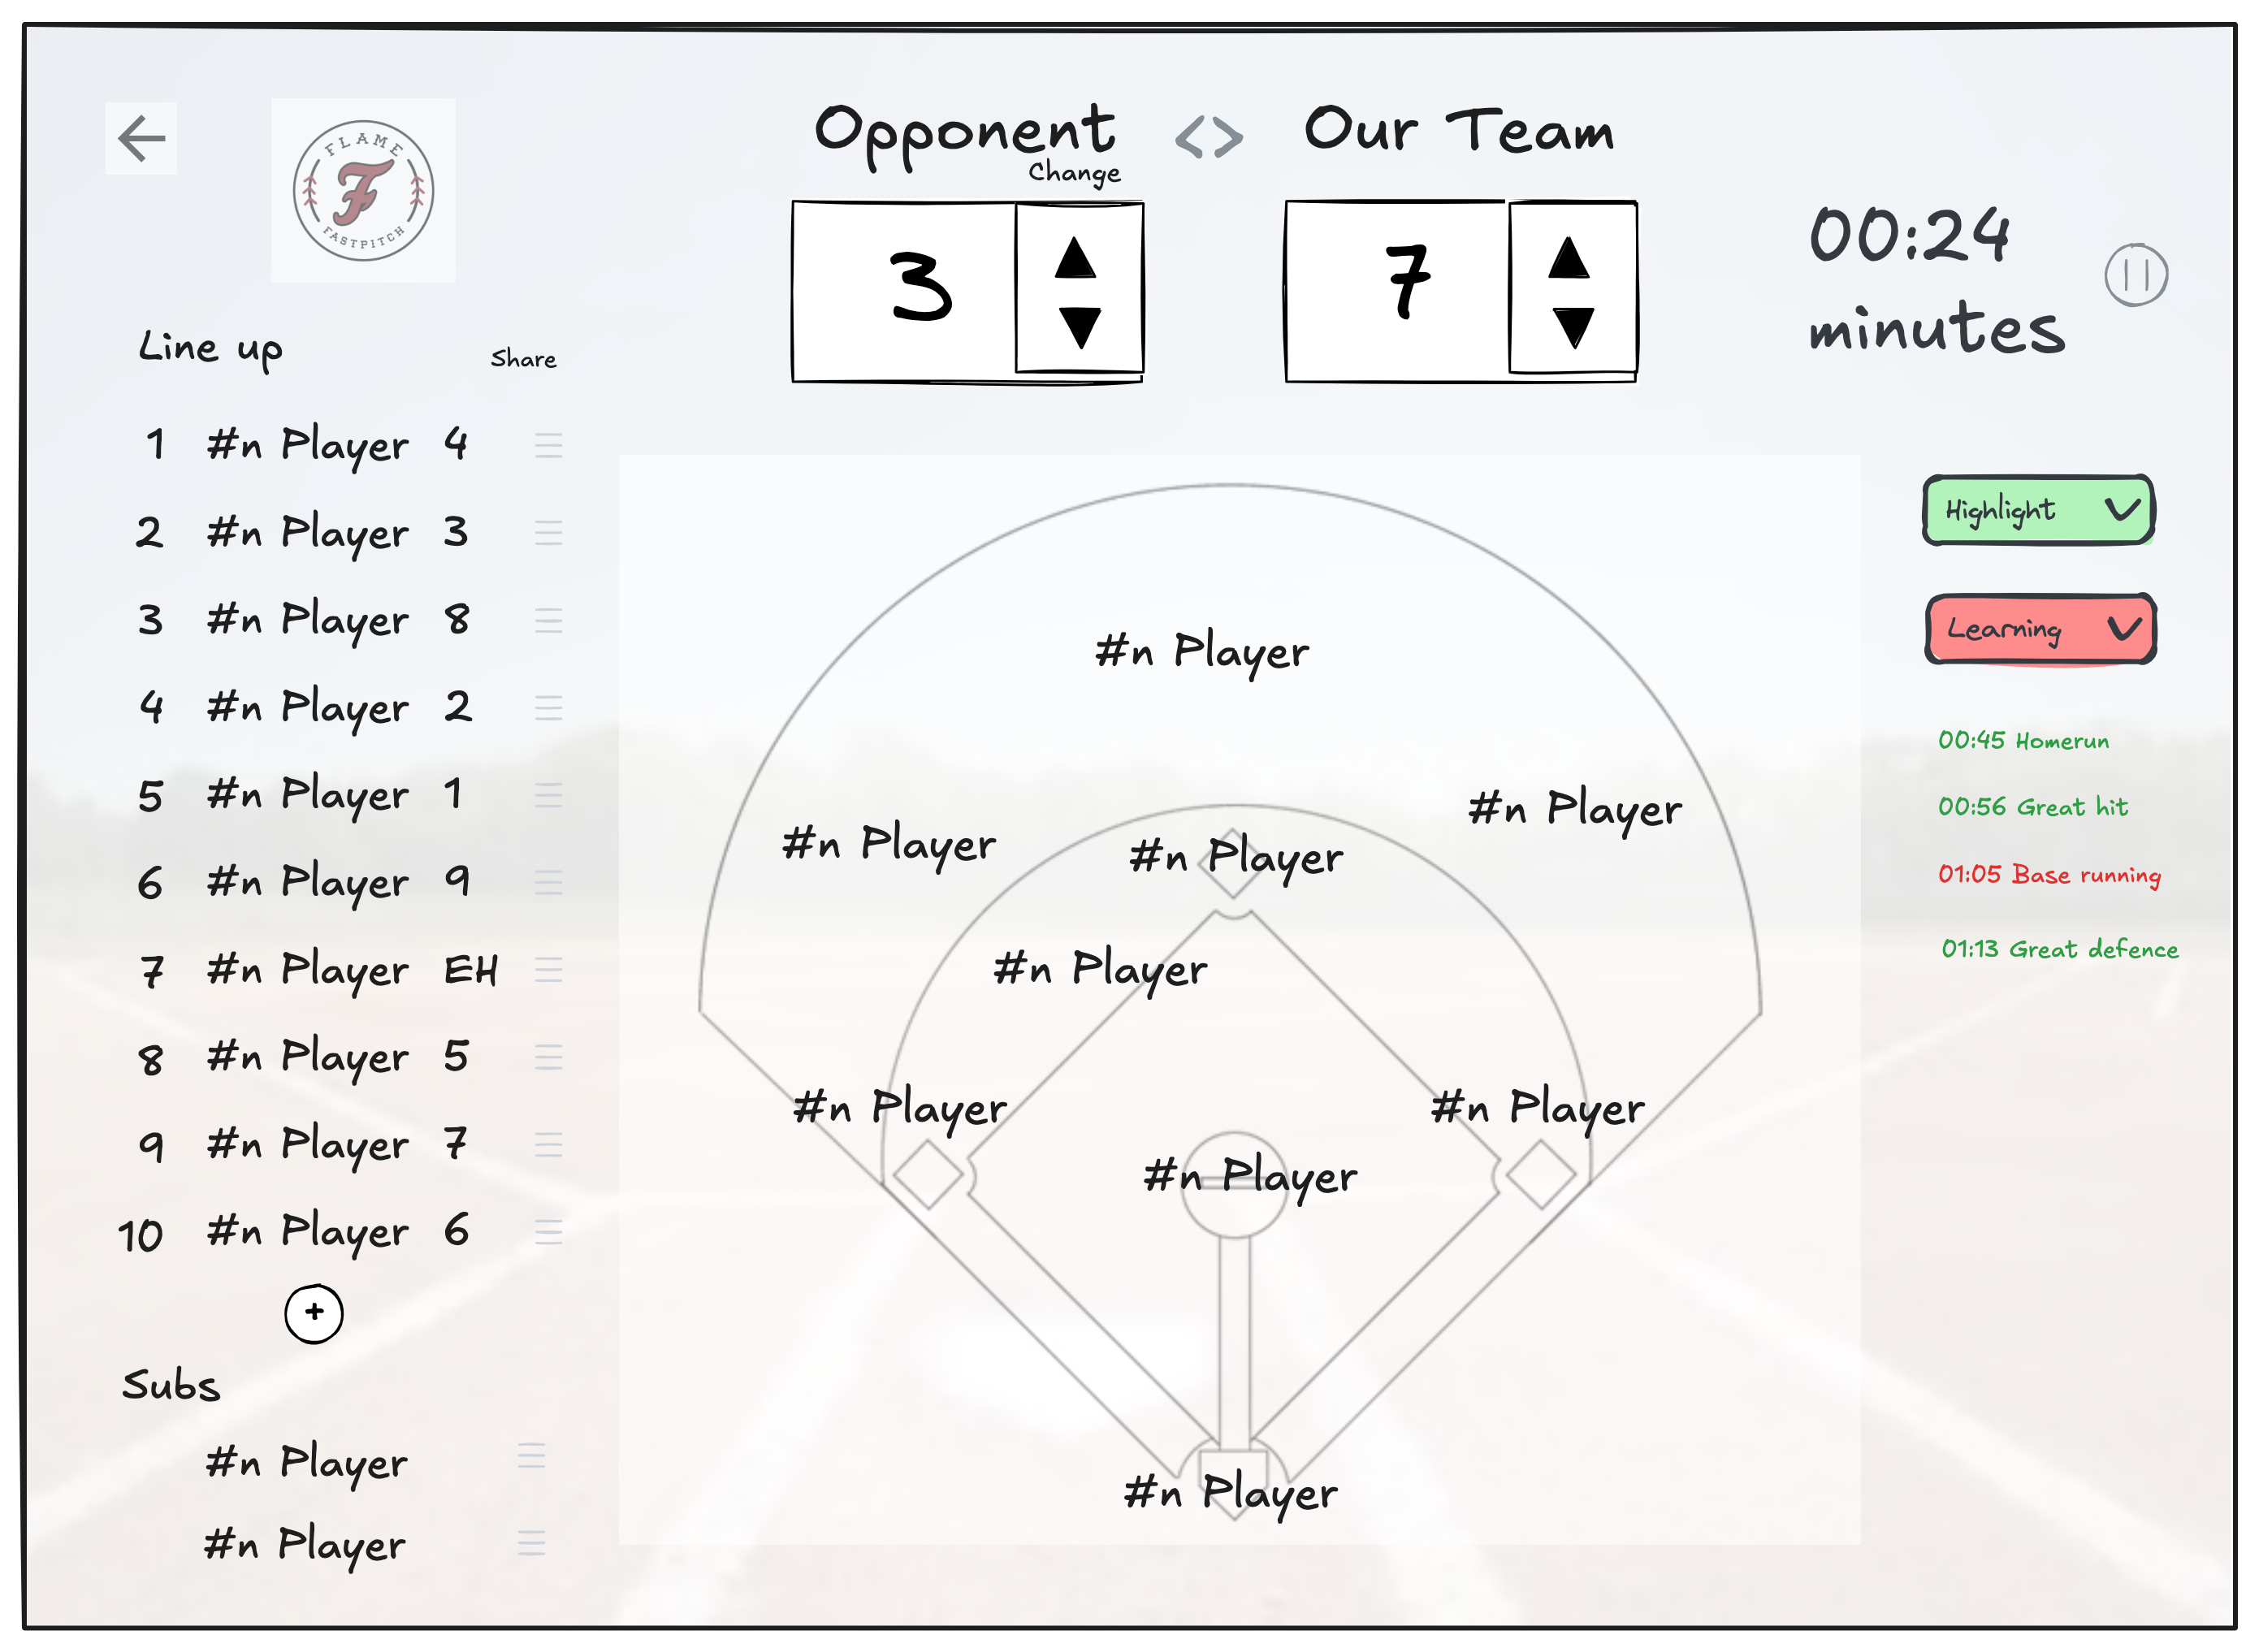 FLAME
F
FASTPITCH
Opponent <> Our Team
Change
3
7
00:24
minutes
Line up
Share
1 #n Player 4
2 #n Player 3
3 #n Player 8
4 #n Player 2
5 #n Player 1
6 #n Player 9
7 #n Player EH
8 #n Player 5
9 #n Player 7
10 #n Player 6
+
Subs
#n Player
#n Player
#n Player
#n Player
#n Player
#n Player
#n Player
#n Player
#n Player
#n Player
#n Player
Highlight
Learning
00:45 Homerun
00:56 Great hit
01:05 Base running
01:13 Great defence